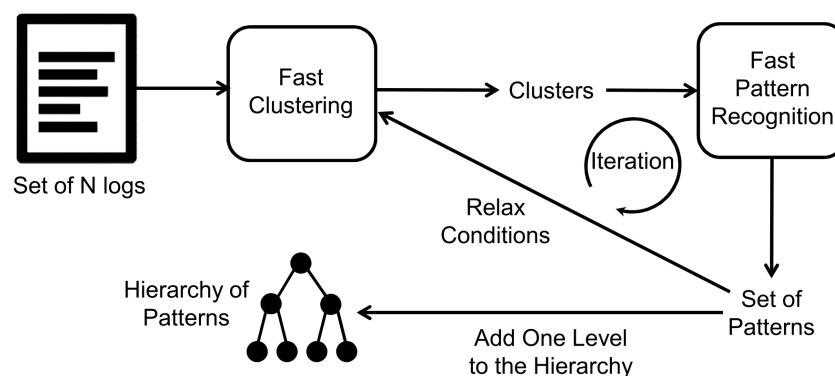 Set of N logs
Fast
Clustering
Clusters
Fast
Pattern
Recognition
Iteration
Relax
Conditions
Set of
Patterns
Add One Level
to the Hierarchy
Hierarchy of
Patterns